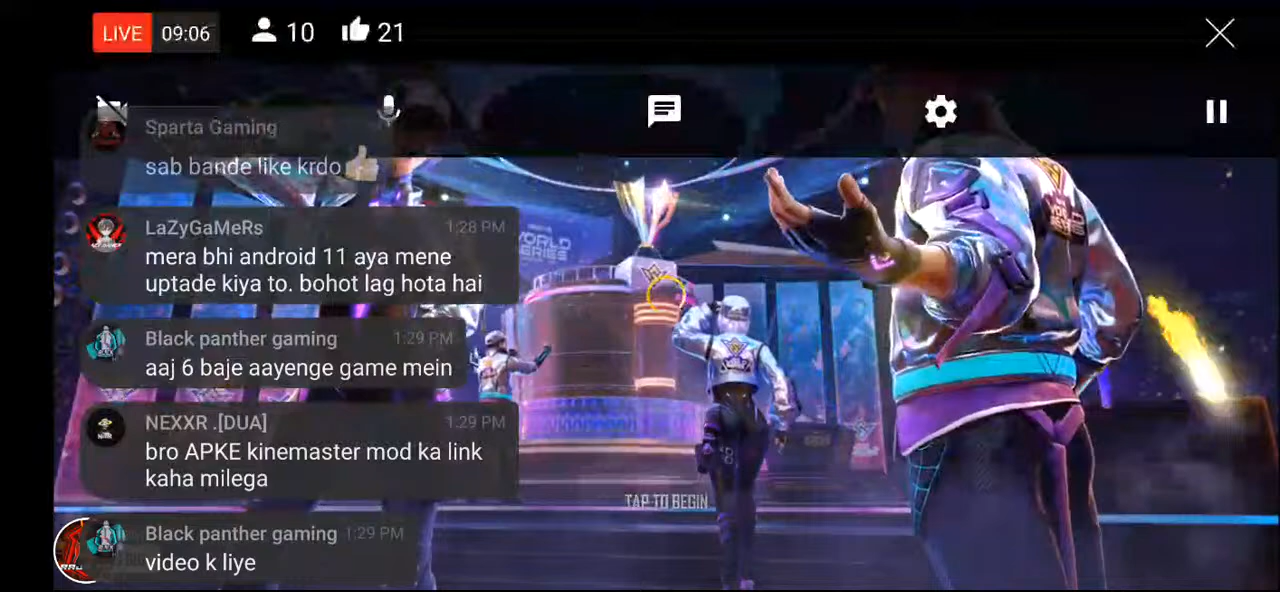 LIVE 09:06 10 21
Sparta Gaming
sab bande like krdo👍
LaZyGaMeRs 1:28 PM
mera bhi android 11 aya mene
uptade kiya to. bohot lag hota hai
Black panther gaming 1:29 PM
aaj 6 baje aayenge game mein
NEXXR .[DUA] 1:29 PM
bro APKE kinemaster mod ka link
kaha milega
Black panther gaming 1:29 PM
video k liye
WORLD
SERIES
TAP TO BEGIN